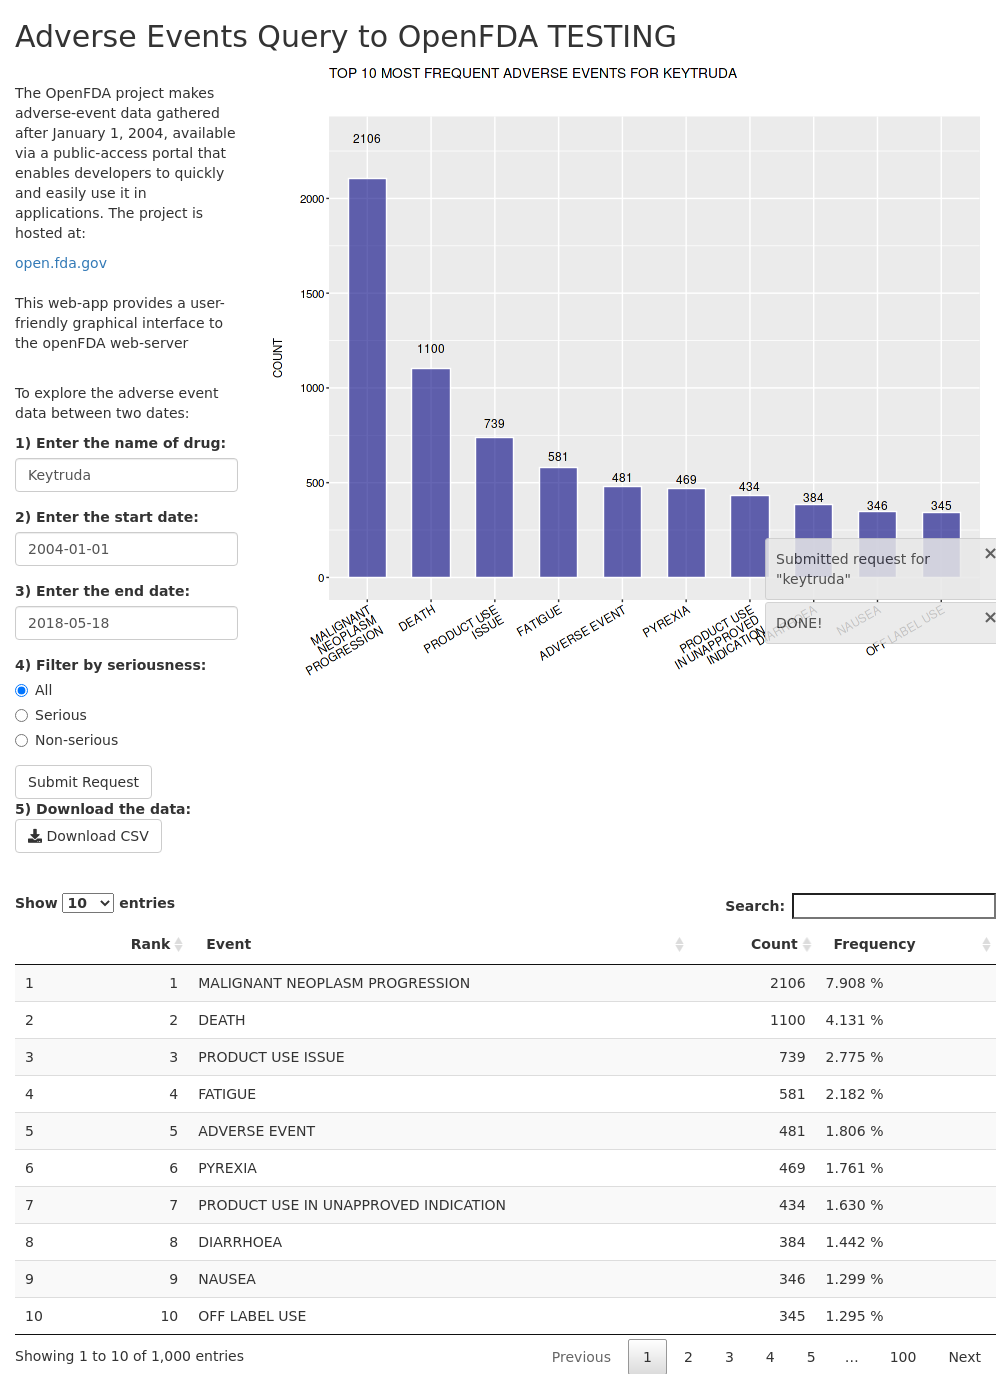 Adverse Events Query to OpenFDA TESTING
The OpenFDA project makes
adverse-event data gathered
after January 1, 2004, available
via a public-access portal that
enables developers to quickly
and easily use it in
applications. The project is
hosted at:
open.fda.gov
This web-app provides a user-
friendly graphical interface to
the openFDA web-server
To explore the adverse event
data between two dates:
1) Enter the name of drug:
Keytruda
2) Enter the start date:
2004-01-01
3) Enter the end date:
2018-05-18
4) Filter by seriousness:
All
Serious
Non-serious
Submit Request
5) Download the data:
Download CSV
TOP 10 MOST FREQUENT ADVERSE EVENTS FOR KEYTRUDA
COUNT
2000
1500
1000
500
0
2106
1100
739
581
481
469
434
384
346
345
MALIGNANT
NEOPLASM
PROGRESSION
DEATH
PRODUCT USE
ISSUE
FATIGUE
ADVERSE EVENT
PYREXIA
PRODUCT USE
IN UNAPPROVED
INDICATION
DIARRHOEA
NAUSEA
OFF LABEL USE
Submitted request for
"keytruda"
×
DONE!
×
Show 10 entries
Search:
Rank Event Count Frequency
1 1 MALIGNANT NEOPLASM PROGRESSION 2106 7.908 %
2 2 DEATH 1100 4.131 %
3 3 PRODUCT USE ISSUE 739 2.775 %
4 4 FATIGUE 581 2.182 %
5 5 ADVERSE EVENT 481 1.806 %
6 6 PYREXIA 469 1.761 %
7 7 PRODUCT USE IN UNAPPROVED INDICATION 434 1.630 %
8 8 DIARRHOEA 384 1.442 %
9 9 NAUSEA 346 1.299 %
10 10 OFF LABEL USE 345 1.295 %
Showing 1 to 10 of 1,000 entries
Previous 1 2 3 4 5 … 100 Next